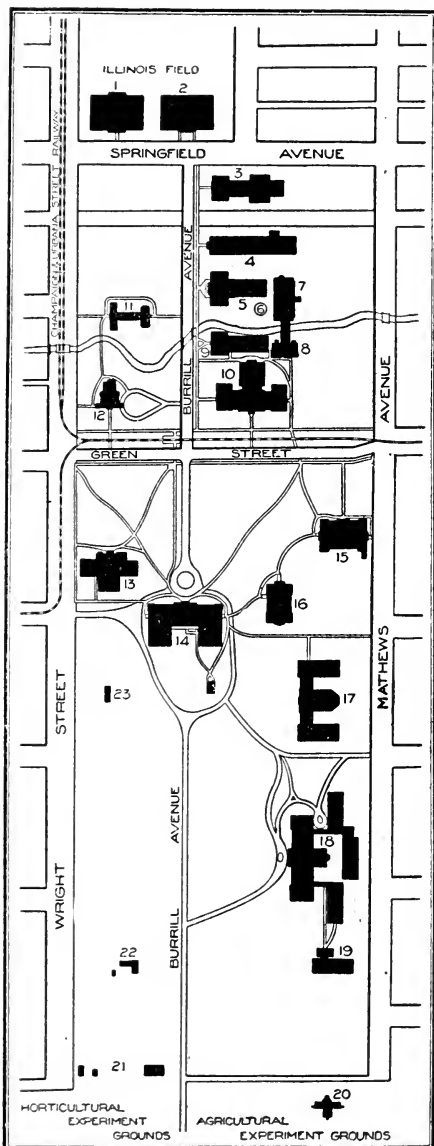 ILLINOIS FIELD
1
2
SPRINGFIELD AVENUE
CHAMPAIGN & URBANA STREET RAILWAY
3
AVENUE
4
7
5
6
11
9
8
10
12
BURRILL
AVENUE
GREEN STREET
15
13
16
14
23
17
MATHEWS
STREET
AVENUE
18
WRIGHT
BURRILL
22
19
21
20
HORTICULTURAL
EXPERIMENT
GROUNDS
AGRICULTURAL
EXPERIMENT GROUNDS